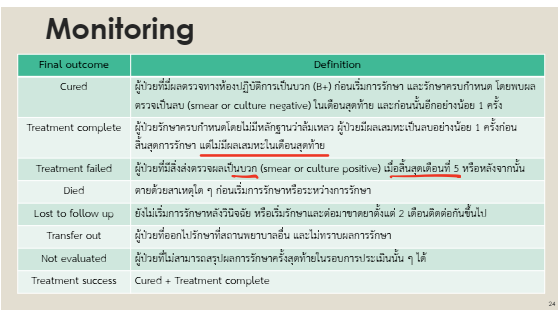 Monitoring
Final outcome Definition
Cured ผู้ป่วยที่มีผลตรวจทางห้องปฏิบัติการเป็นบวก (B+) ก่อนเริ่มการรักษา และรักษาครบกำหนด โดยพบผล
ตรวจเป็นลบ (smear or culture negative) ในเดือนสุดท้าย และก่อนนั้นอีกอย่างน้อย 1 ครั้ง
Treatment complete ผู้ป่วยรักษาครบกำหนดโดยไม่มีหลักฐานว่าล้มเหลว ผู้ป่วยมีผลเสมหะเป็นลบอย่างน้อย 1 ครั้งก่อน
สิ้นสุดการรักษา แต่ไม่มีผลเสมหะในเดือนสุดท้าย
Treatment failed ผู้ป่วยที่มีสิ่งส่งตรวจผลเป็นบวก (smear or culture positive) เมื่อสิ้นสุดเดือนที่ 5 หรือหลังจากนั้น
Died ตายด้วยสาเหตุใด ๆ ก่อนเริ่มการรักษาหรือระหว่างการรักษา
Lost to follow up ยังไม่เริ่มการรักษาหลังวินิจฉัย หรือเริ่มรักษาและต่อมาขาดยาตั้งแต่ 2 เดือนติดต่อกันขึ้นไป
Transfer out ผู้ป่วยที่ออกไปรักษาที่สถานพยาบาลอื่น และไม่ทราบผลการรักษา
Not evaluated ผู้ป่วยที่ไม่สามารถสรุปผลการรักษาครั้งสุดท้ายในรอบการประเมินนั้น ๆ ได้
Treatment success Cured + Treatment complete
24